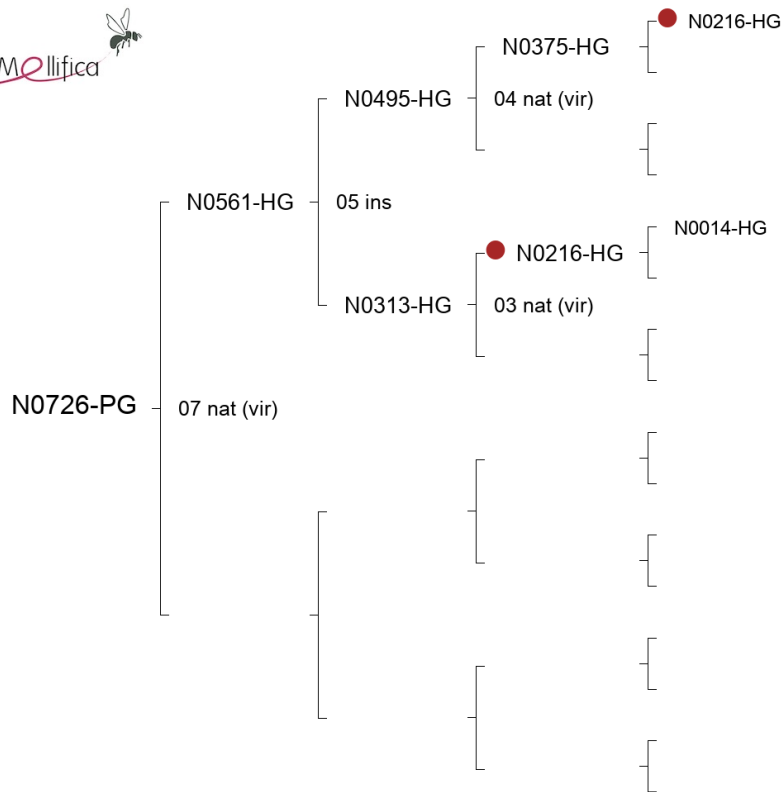 Mellifica
N0216-HG
N0375-HG
N0495-HG
04 nat (vir)
N0561-HG
05 ins
N0014-HG
N0216-HG
N0313-HG
03 nat (vir)
N0726-PG
07 nat (vir)